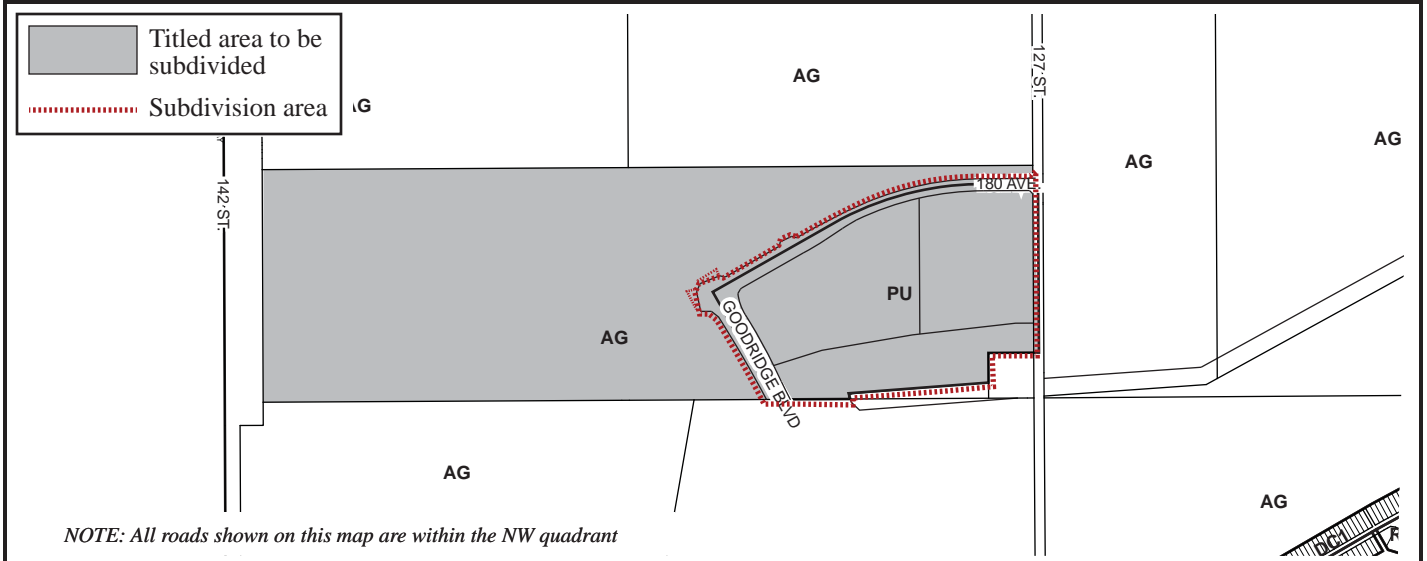 Titled area to be
subdivided
Subdivision area
AG
AG
127 ST.
AG
AG
142 ST.
180 AVE
PU
GOODRIDGE BLVD
AG
AG
AG
DC1
NOTE: All roads shown on this map are within the NW quadrant